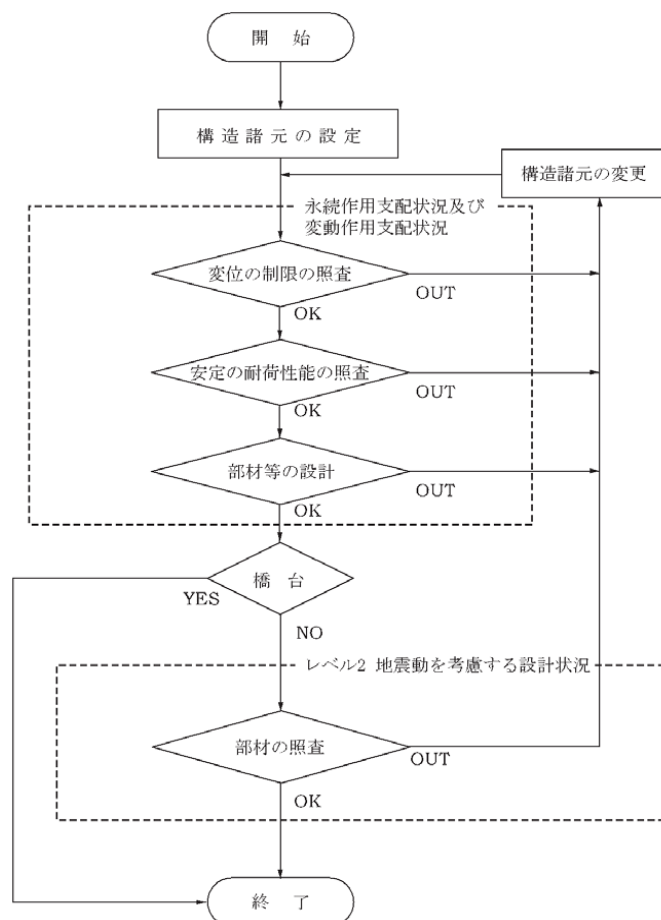 開 始
構造諸元の設定
構造諸元の変更
永続作用支配状況及び
変動作用支配状況
変位の制限の照査
OUT
OK
安定の耐荷性能の照査
OUT
OK
部材等の設計
OUT
OK
橋台
YES
NO
レベル2 地震動を考慮する設計状況
部材の照査
OUT
OK
終 了